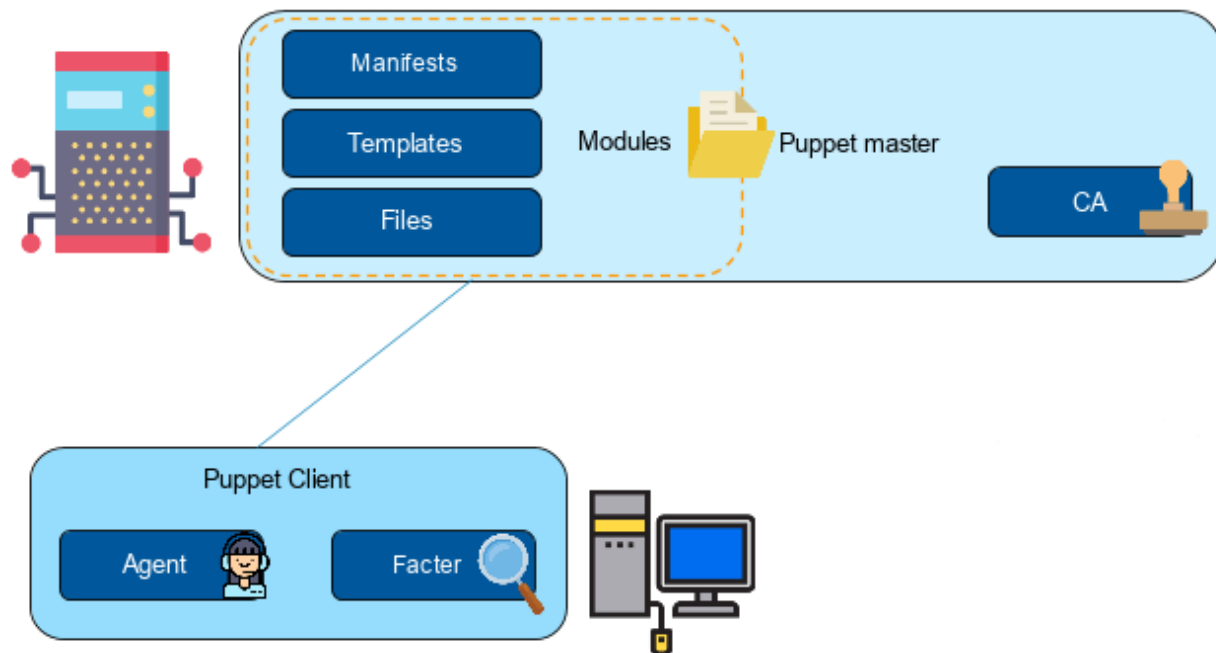 Manifests
Templates
Files
Modules
Puppet master
CA
Puppet Client
Agent
Facter